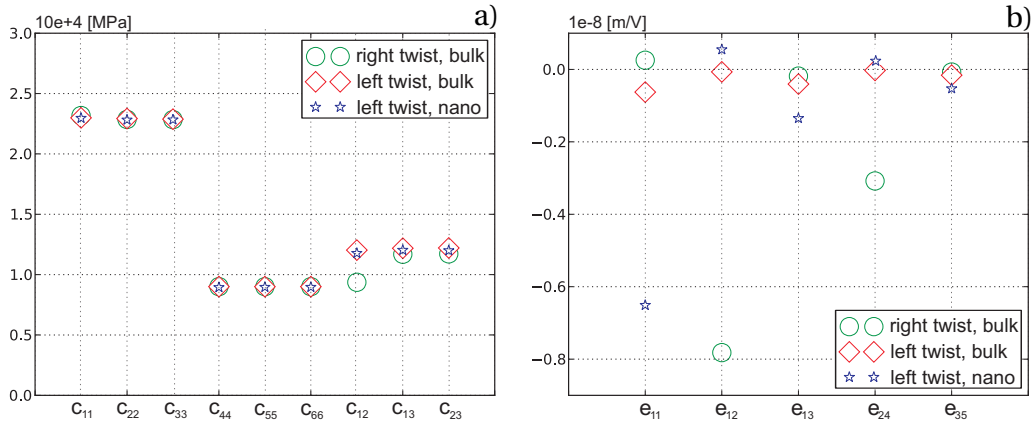 10e+4 [MPa]
a)
3.0
2.5
2.0
1.5
1.0
0.5
0.0
right twist, bulk
left twist, bulk
left twist, nano
c11 c22 c33 c44 c55 c66 c12 c13 c23
1e-8 [m/V]
b)
0.0
−0.2
−0.4
−0.6
−0.8
right twist, bulk
left twist, bulk
left twist, nano
e11 e12 e13 e24 e35